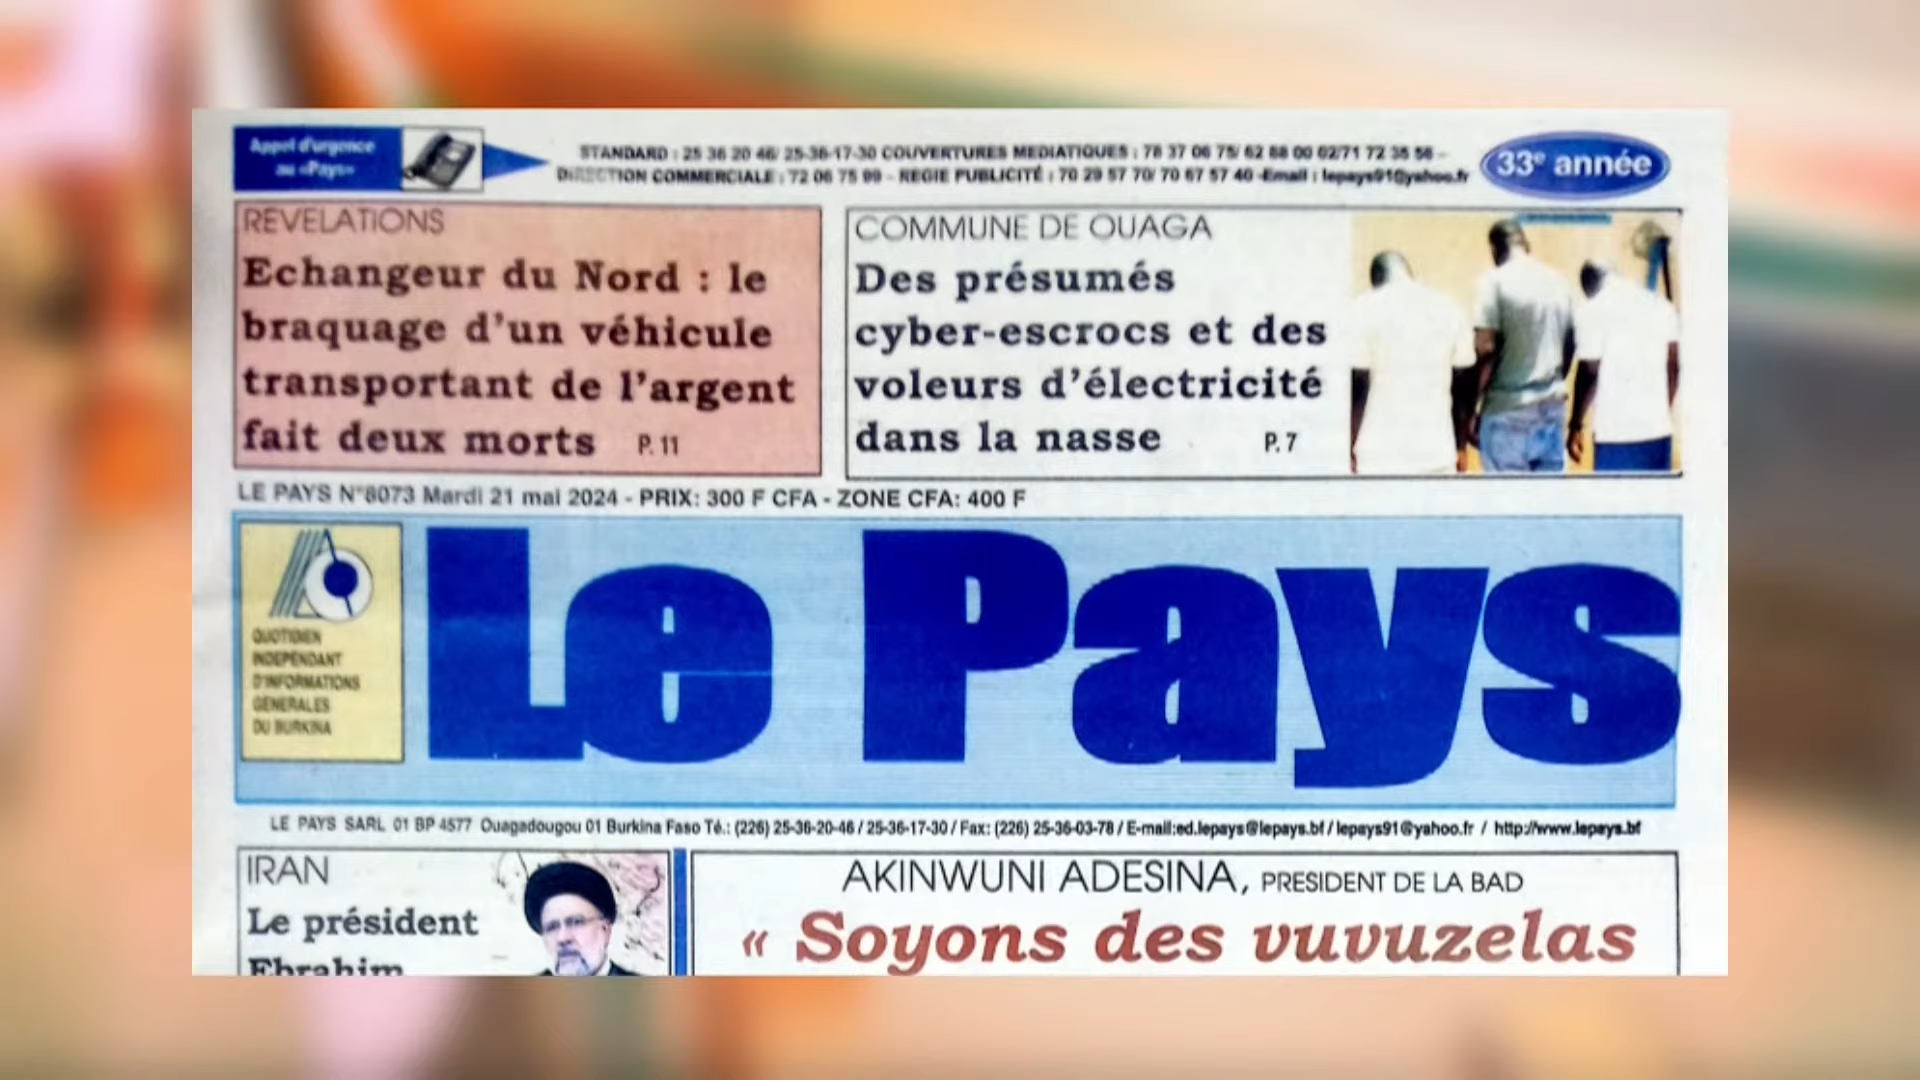 Appel d'urgence
au «Pays»
STANDARD : 25 36 20 46/ 25-36-17-30 COUVERTURES MEDIATIQUES : 78 37 06 75/ 62 88 00 02/71 72 35 56 –
DIRECTION COMMERCIALE : 72 06 75 99 – REGIE PUBLICITÉ : 70 29 57 70/ 70 67 57 40 -Email : lepays91@yahoo.fr
33e année
REVELATIONS
Echangeur du Nord : le
braquage d'un véhicule
transportant de l'argent
fait deux morts P. 11
COMMUNE DE OUAGA
Des présumés
cyber-escrocs et des
voleurs d'électricité
dans la nasse P. 7
LE PAYS N°8073 Mardi 21 mai 2024 - PRIX: 300 F CFA - ZONE CFA: 400 F
QUOTIDIEN
INDEPENDANT
D'INFORMATIONS
GENERALES
DU BURKINA
Le Pays
LE PAYS SARL 01 BP 4577 Ouagadougou 01 Burkina Faso Té.: (226) 25-36-20-46 / 25-36-17-30 / Fax: (226) 25-36-03-78 / E-mail:ed.lepays@lepays.bf / lepays91@yahoo.fr / http://www.lepays.bf
IRAN
Le président
Ebrahim
AKINWUNI ADESINA, PRESIDENT DE LA BAD
« Soyons des vuvuzelas